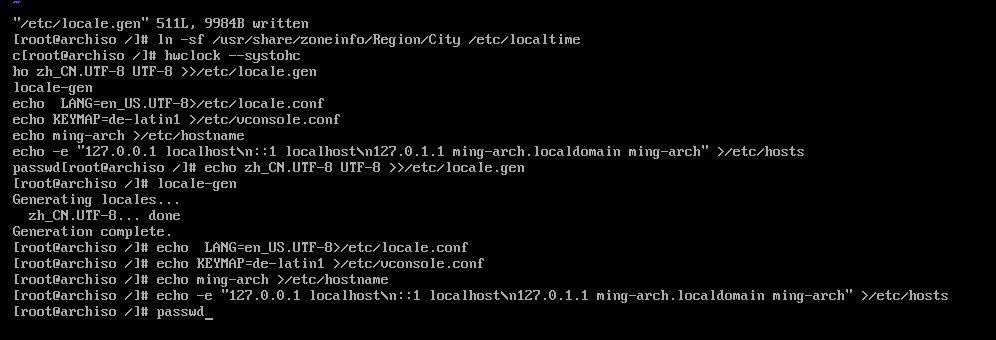 ~
"/etc/locale.gen" 511L, 9984B written
[root@archiso /]# ln -sf /usr/share/zoneinfo/Region/City /etc/localtime
c[root@archiso /]# hwclock --systohc
ho zh_CN.UTF-8 UTF-8 >>/etc/locale.gen
locale-gen
echo  LANG=en_US.UTF-8>/etc/locale.conf
echo KEYMAP=de-latin1 >/etc/vconsole.conf
echo ming-arch >/etc/hostname
echo -e "127.0.0.1 localhost\n::1 localhost\n127.0.1.1 ming-arch.localdomain ming-arch" >/etc/hosts
passwd[root@archiso /]# echo zh_CN.UTF-8 UTF-8 >>/etc/locale.gen
[root@archiso /]# locale-gen
Generating locales...
  zh_CN.UTF-8... done
Generation complete.
[root@archiso /]# echo  LANG=en_US.UTF-8>/etc/locale.conf
[root@archiso /]# echo KEYMAP=de-latin1 >/etc/vconsole.conf
[root@archiso /]# echo ming-arch >/etc/hostname
[root@archiso /]# echo -e "127.0.0.1 localhost\n::1 localhost\n127.0.1.1 ming-arch.localdomain ming-arch" >/etc/hosts
[root@archiso /]# passwd_